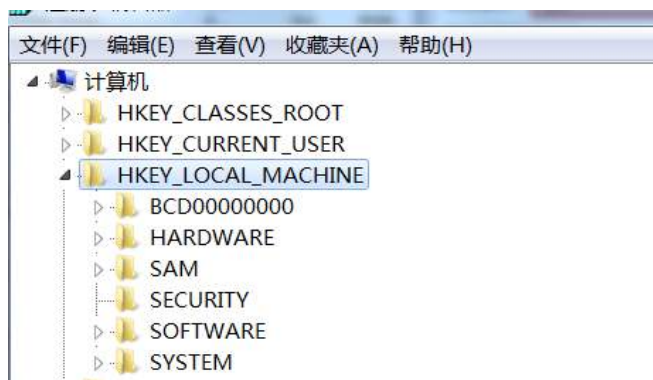 文件(F) 编辑(E) 查看(V) 收藏夹(A) 帮助(H)
计算机
HKEY_CLASSES_ROOT
HKEY_CURRENT_USER
HKEY_LOCAL_MACHINE
BCD00000000
HARDWARE
SAM
SECURITY
SOFTWARE
SYSTEM